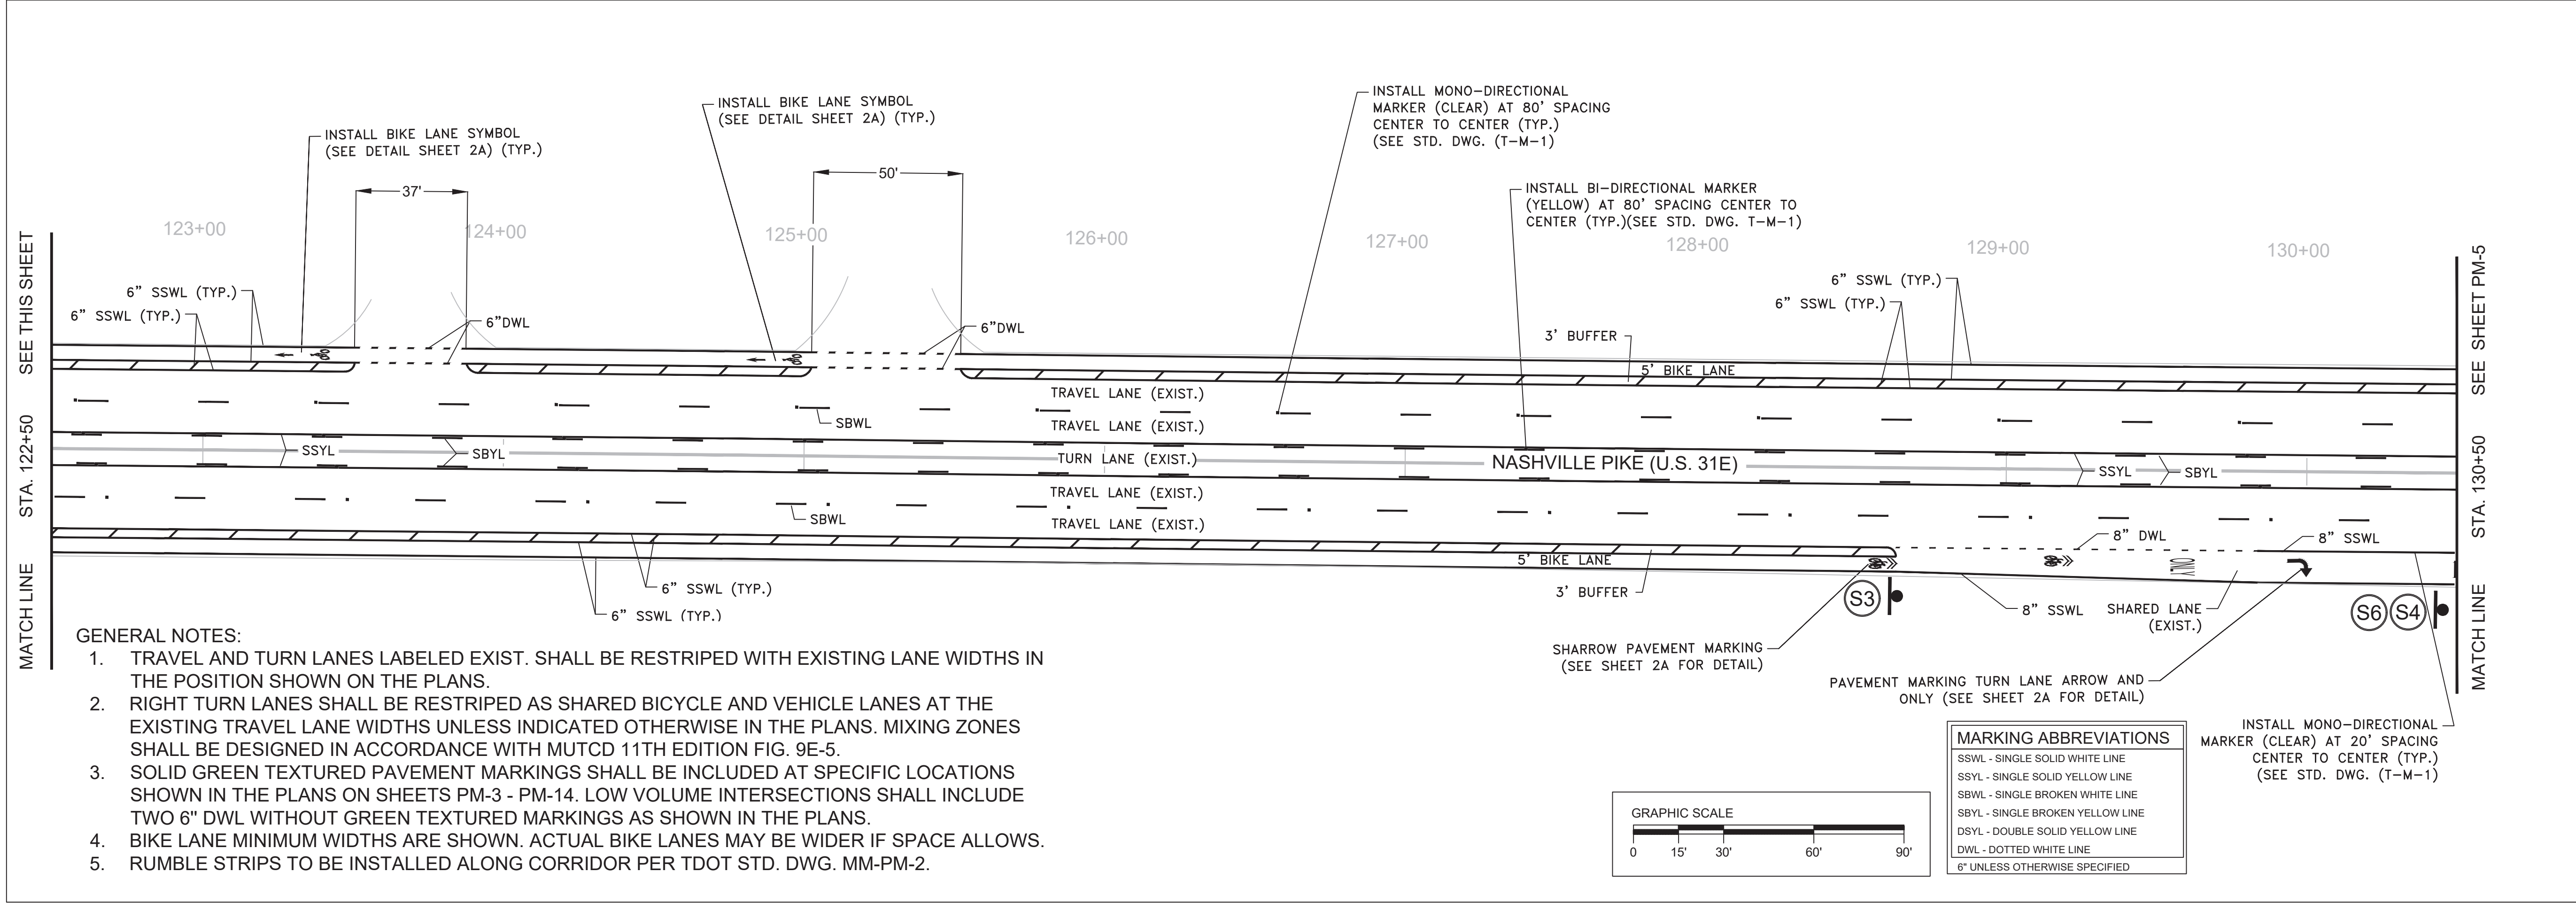 INSTALL MONO-DIRECTIONAL
MARKER (CLEAR) AT 80' SPACING
CENTER TO CENTER (TYP.)
(SEE STD. DWG. (T-M-1)
INSTALL BIKE LANE SYMBOL
(SEE DETAIL SHEET 2A) (TYP.)
INSTALL BIKE LANE SYMBOL
(SEE DETAIL SHEET 2A) (TYP.)
50'
37'
INSTALL BI-DIRECTIONAL MARKER
(YELLOW) AT 80' SPACING CENTER TO
CENTER (TYP.)(SEE STD. DWG. T-M-1)
123+00
124+00
125+00
126+00
127+00
128+00
129+00
130+00
MATCH LINE STA. 122+50 SEE THIS SHEET
MATCH LINE STA. 130+50 SEE SHEET PM-5
6" SSWL (TYP.)
6" SSWL (TYP.)
6"DWL
6"DWL
6" SSWL (TYP.)
6" SSWL (TYP.)
3' BUFFER
5' BIKE LANE
TRAVEL LANE (EXIST.)
SBWL
TRAVEL LANE (EXIST.)
SSYL
SBYL
TURN LANE (EXIST.)
NASHVILLE PIKE (U.S. 31E)
SSYL
SBYL
TRAVEL LANE (EXIST.)
SBWL
TRAVEL LANE (EXIST.)
8" DWL
8" SSWL
5' BIKE LANE
3' BUFFER
6" SSWL (TYP.)
6" SSWL (TYP.)
S3
8" SSWL
SHARED LANE
(EXIST.)
S6
S4
SHARROW PAVEMENT MARKING
(SEE SHEET 2A FOR DETAIL)
PAVEMENT MARKING TURN LANE ARROW AND
ONLY (SEE SHEET 2A FOR DETAIL)
INSTALL MONO-DIRECTIONAL
MARKER (CLEAR) AT 20' SPACING
CENTER TO CENTER (TYP.)
(SEE STD. DWG. (T-M-1)
GENERAL NOTES:
1. TRAVEL AND TURN LANES LABELED EXIST. SHALL BE RESTRIPED WITH EXISTING LANE WIDTHS IN
THE POSITION SHOWN ON THE PLANS.
2. RIGHT TURN LANES SHALL BE RESTRIPED AS SHARED BICYCLE AND VEHICLE LANES AT THE
EXISTING TRAVEL LANE WIDTHS UNLESS INDICATED OTHERWISE IN THE PLANS. MIXING ZONES
SHALL BE DESIGNED IN ACCORDANCE WITH MUTCD 11TH EDITION FIG. 9E-5.
3. SOLID GREEN TEXTURED PAVEMENT MARKINGS SHALL BE INCLUDED AT SPECIFIC LOCATIONS
SHOWN IN THE PLANS ON SHEETS PM-3 - PM-14. LOW VOLUME INTERSECTIONS SHALL INCLUDE
TWO 6" DWL WITHOUT GREEN TEXTURED MARKINGS AS SHOWN IN THE PLANS.
4. BIKE LANE MINIMUM WIDTHS ARE SHOWN. ACTUAL BIKE LANES MAY BE WIDER IF SPACE ALLOWS.
5. RUMBLE STRIPS TO BE INSTALLED ALONG CORRIDOR PER TDOT STD. DWG. MM-PM-2.
GRAPHIC SCALE
0 15' 30' 60' 90'
MARKING ABBREVIATIONS
SSWL - SINGLE SOLID WHITE LINE
SSYL - SINGLE SOLID YELLOW LINE
SBWL - SINGLE BROKEN WHITE LINE
SBYL - SINGLE BROKEN YELLOW LINE
DSYL - DOUBLE SOLID YELLOW LINE
DWL - DOTTED WHITE LINE
6" UNLESS OTHERWISE SPECIFIED